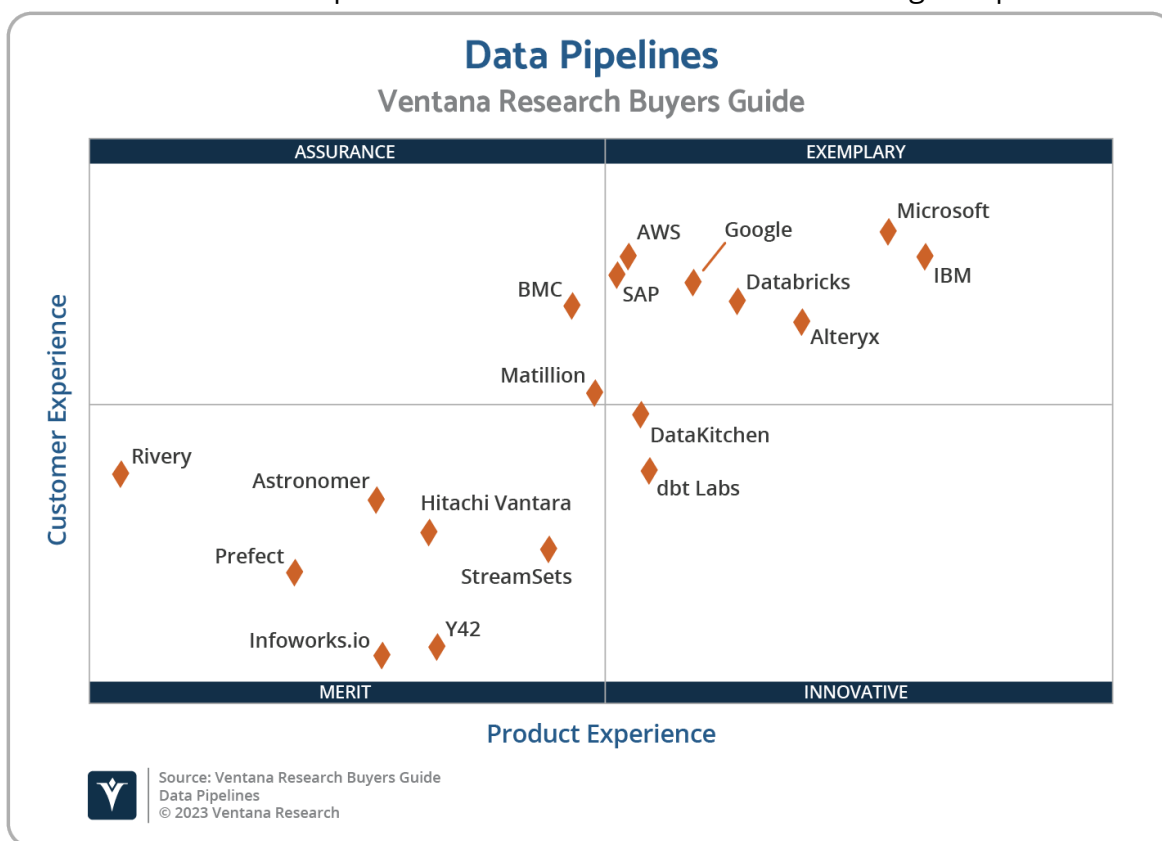 Data Pipelines
Ventana Research Buyers Guide
ASSURANCE
EXEMPLARY
Microsoft
AWS
Google
IBM
SAP
Databricks
BMC
Alteryx
Matillion
DataKitchen
Rivery
dbt Labs
Astronomer
Hitachi Vantara
Prefect
StreamSets
Y42
Infoworks.io
MERIT
INNOVATIVE
Customer Experience
Product Experience
Source: Ventana Research Buyers Guide
Data Pipelines
© 2023 Ventana Research